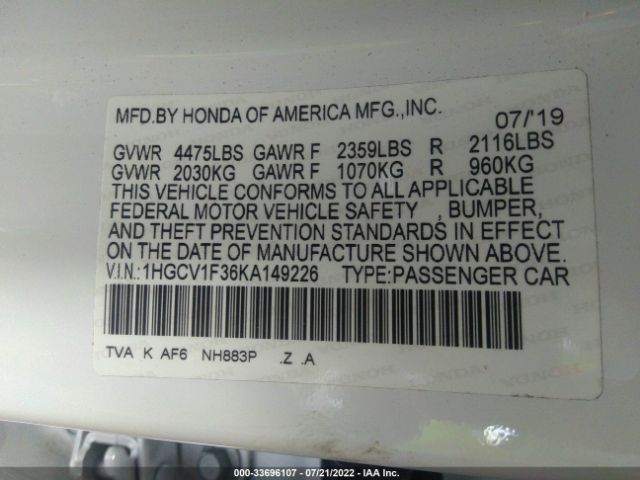 MFD.BY HONDA OF AMERICA MFG.,INC. 07/'19
GVWR 4475LBS GAWR F 2359LBS R 2116LBS
GVWR 2030KG GAWR F 1070KG R 960KG
THIS VEHICLE CONFORMS TO ALL APPLICABLE
FEDERAL MOTOR VEHICLE SAFETY , BUMPER,
AND THEFT PREVENTION STANDARDS IN EFFECT
ON THE DATE OF MANUFACTURE SHOWN ABOVE.
V.I.N.:1HGCV1F36KA149226 TYPE:PASSENGER CAR
TVA K AF6 NH883P .Z .A
000-33696107 - 07/21/2022 - IAA Inc.